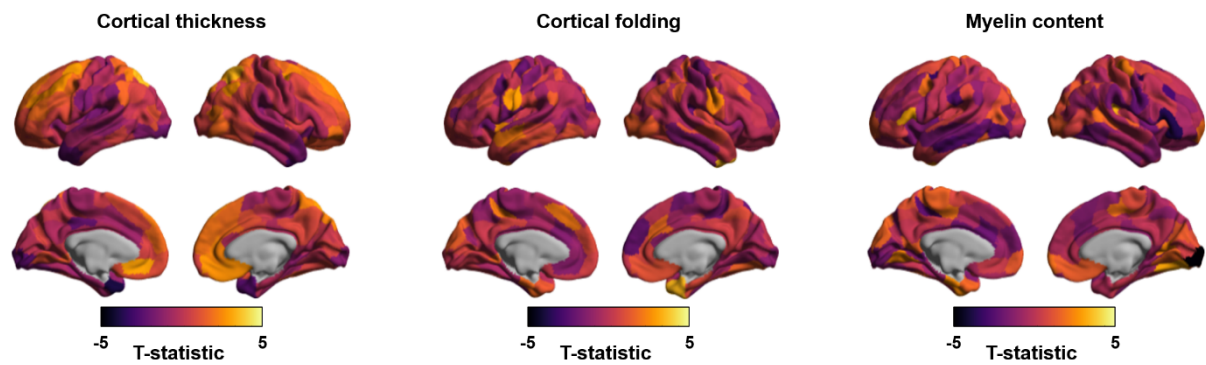 Cortical thickness
Cortical folding
Myelin content
-5 5
T-statistic
-5 5
T-statistic
-5 5
T-statistic